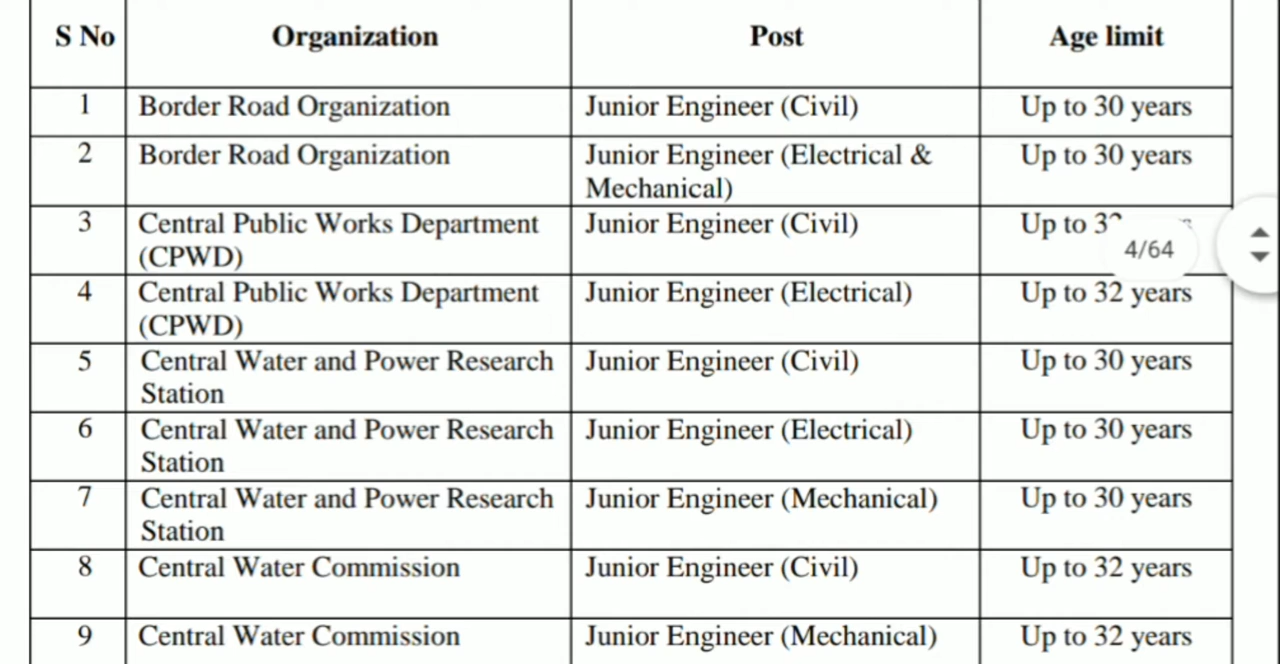 S No Organization Post Age limit
1 Border Road Organization Junior Engineer (Civil) Up to 30 years
2 Border Road Organization Junior Engineer (Electrical & Up to 30 years
Mechanical)
3 Central Public Works Department Junior Engineer (Civil) Up to
(CPWD)
4/64
4 Central Public Works Department Junior Engineer (Electrical) Up to 32 years
(CPWD)
5 Central Water and Power Research Junior Engineer (Civil) Up to 30 years
Station
6 Central Water and Power Research Junior Engineer (Electrical) Up to 30 years
Station
7 Central Water and Power Research Junior Engineer (Mechanical) Up to 30 years
Station
8 Central Water Commission Junior Engineer (Civil) Up to 32 years
9 Central Water Commission Junior Engineer (Mechanical) Up to 32 years